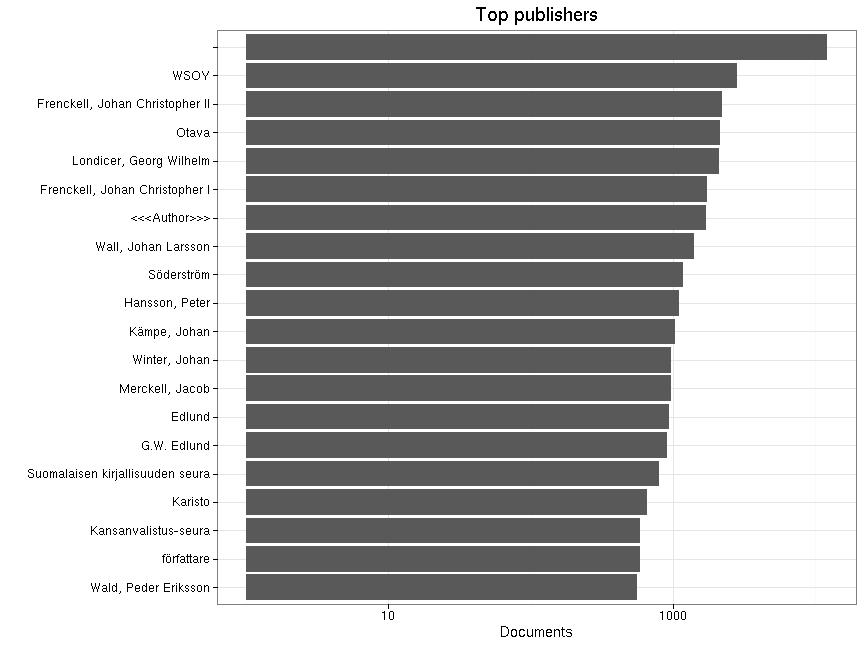 Top publishers
WSOY
Frenckell, Johan Christopher II
Otava
Londicer, Georg Wilhelm
Frenckell, Johan Christopher I
<<<Author>>>
Wall, Johan Larsson
Söderström
Hansson, Peter
Kämpe, Johan
Winter, Johan
Merckell, Jacob
Edlund
G.W. Edlund
Suomalaisen kirjallisuuden seura
Karisto
Kansanvalistus-seura
författare
Wald, Peder Eriksson
10 1000
Documents